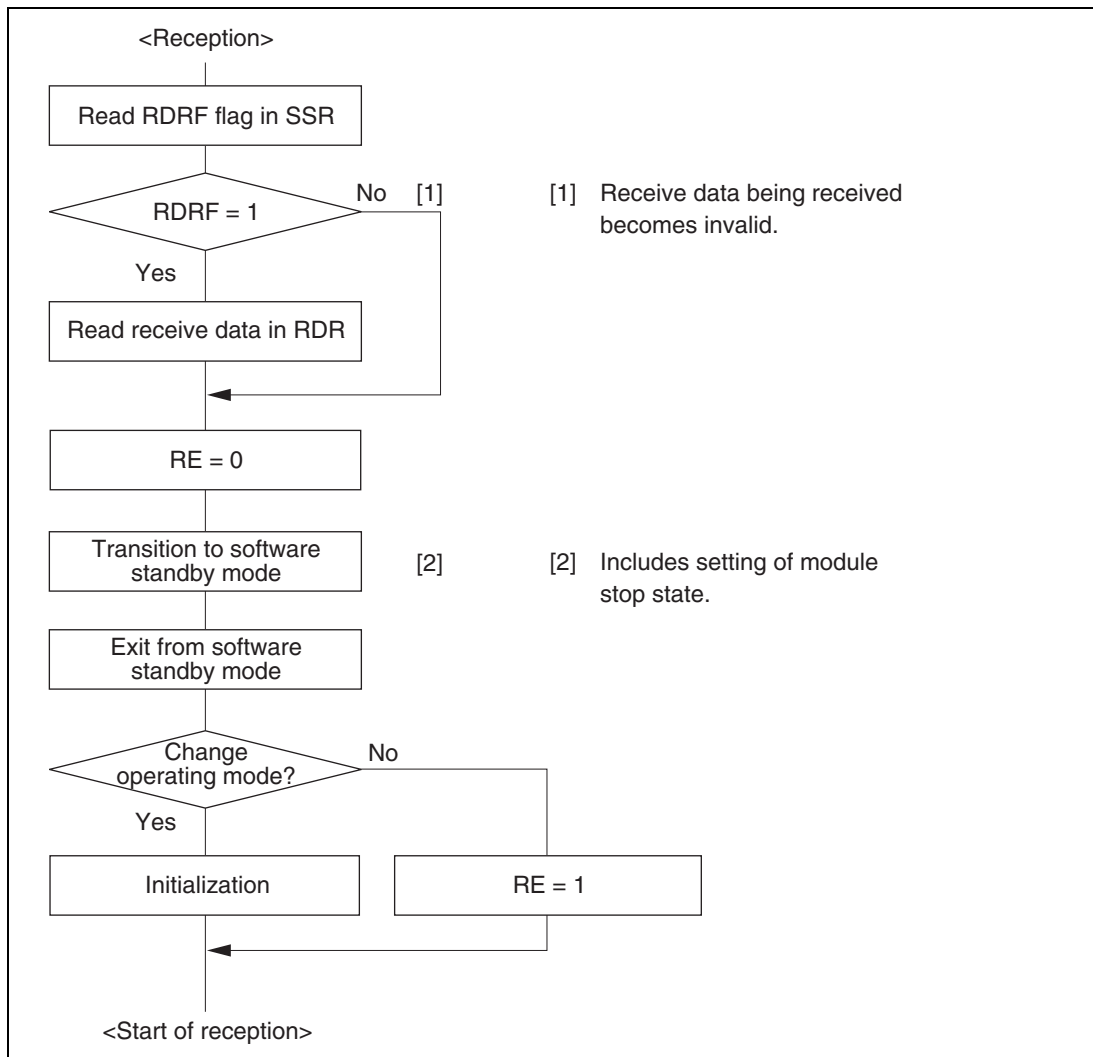 <Reception>
Read RDRF flag in SSR
No [1] [1] Receive data being received
RDRF = 1
becomes invalid.
Yes
Read receive data in RDR
RE = 0
Transition to software
standby mode
[2] [2] Includes setting of module
stop state.
Exit from software
standby mode
Change
operating mode?
No
Yes
Initialization
RE = 1
<Start of reception>